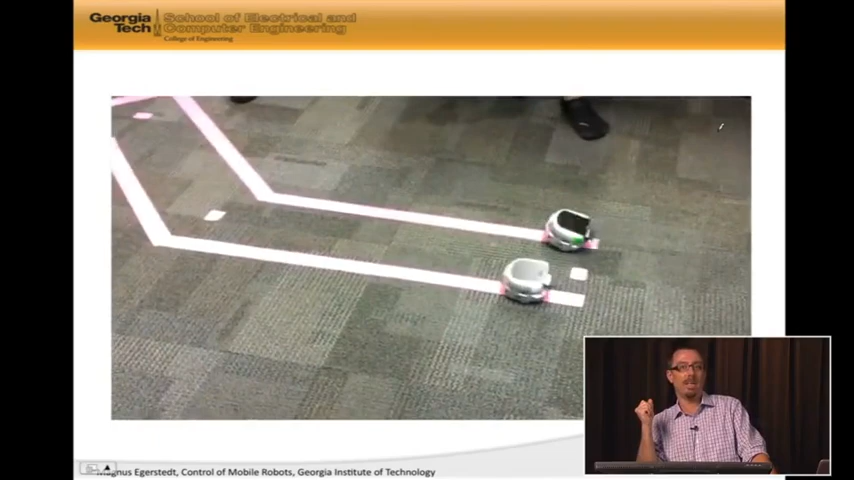 Georgia Tech
School of Electrical and
Computer Engineering
College of Engineering
Magnus Egerstedt, Control of Mobile Robots, Georgia Institute of Technology